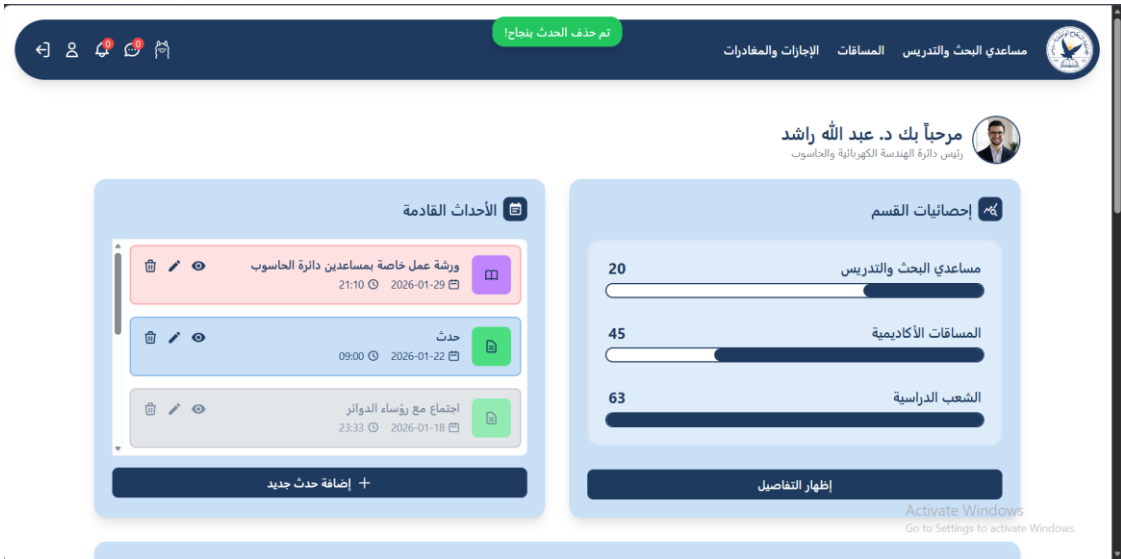 تم حذف الحدث بنجاح!
مساعدي البحث والتدريس
المساقات
الإجازات والمغادرات
0
0
مرحباً بك د. عبد الله راشد
رئيس دائرة الهندسة الكهربائية والحاسوب
إحصائيات القسم
مساعدي البحث والتدريس
20
المساقات الأكاديمية
45
الشعب الدراسية
63
إظهار التفاصيل
الأحداث القادمة
ورشة عمل خاصة بمساعدين دائرة الحاسوب
2026-01-29 21:10
حدث
2026-01-22 09:00
اجتماع مع رؤساء الدوائر
2026-01-18 23:33
+ إضافة حدث جديد
Activate Windows
Go to Settings to activate Windows.